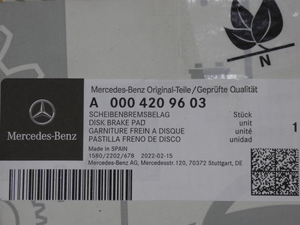 Mercedes-Benz Original-Teile/Geprüfte Qualität
A 000 420 96 03
SCHEIBENBREMSBELAG Stück
DISK BRAKE PAD unit
GARNITURE FREIN A DISQUE unité
PASTILLA FRENO DE DISCO unidad
1
Mercedes-Benz
Made in SPAIN
1580/2202/678 2022-02-15
Mercedes-Benz AG, Mercedesstr. 120, 70372 Stuttgart, DE